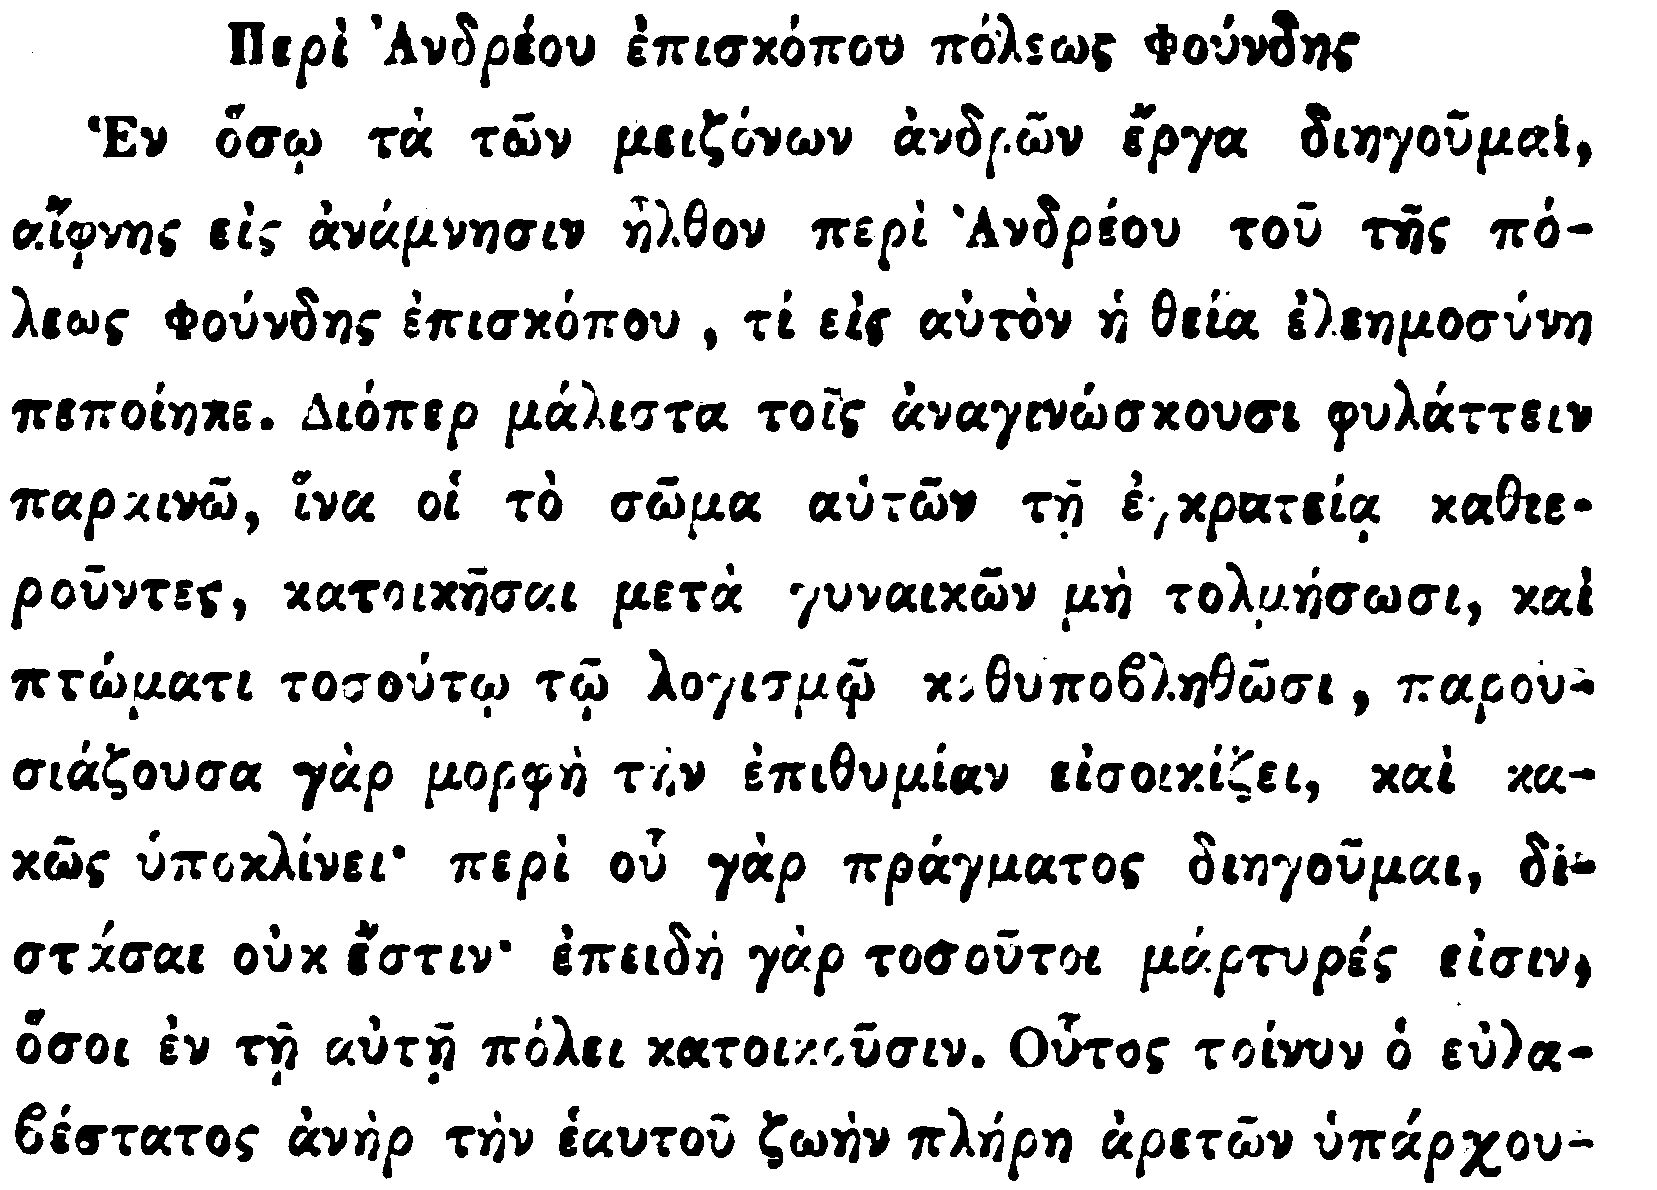 Περὶ Ἀνδρέου ἐπισκόπου πόλεως Φούνδης
Ἐν ὅσῳ τὰ τῶν μειζόνων ἀνδρῶν ἔργα διηγοῦμαι,
αἴφνης εἰς ἀνάμνησιν ἦλθον περὶ Ἀνδρέου τοῦ τῆς πό-
λεως Φούνδης ἐπισκόπου, τί εἰς αὐτὸν ἡ θεία ἐλεημοσύνη
πεποίηκε. Διόπερ μάλιστα τοῖς ἀναγινώσκουσι φυλάττειν
παραινῶ, ἵνα οἱ τὸ σῶμα αὐτῶν τῇ ἐγκρατείᾳ καθιε-
ροῦντες, κατοικῆσαι μετὰ γυναικῶν μὴ τολμήσωσι, καὶ
πτώματι τοσούτῳ τῷ λογισμῷ καθυποβληθῶσι, παρου-
σιάζουσα γὰρ μορφὴ τὴν ἐπιθυμίαν εἰσοικίζει, καὶ κα-
κῶς ὑποκλίνει· περὶ οὗ γὰρ πράγματος διηγοῦμαι, δι-
στάσαι οὐκ ἔστιν· ἐπειδὴ γὰρ τοσοῦτοι μάρτυρές εἰσιν,
ὅσοι ἐν τῇ αὐτῇ πόλει κατοικοῦσιν. Οὗτος τοίνυν ὁ εὐλα-
βέστατος ἀνὴρ τὴν ἑαυτοῦ ζωὴν πλήρη ἀρετῶν ὑπάρχου-